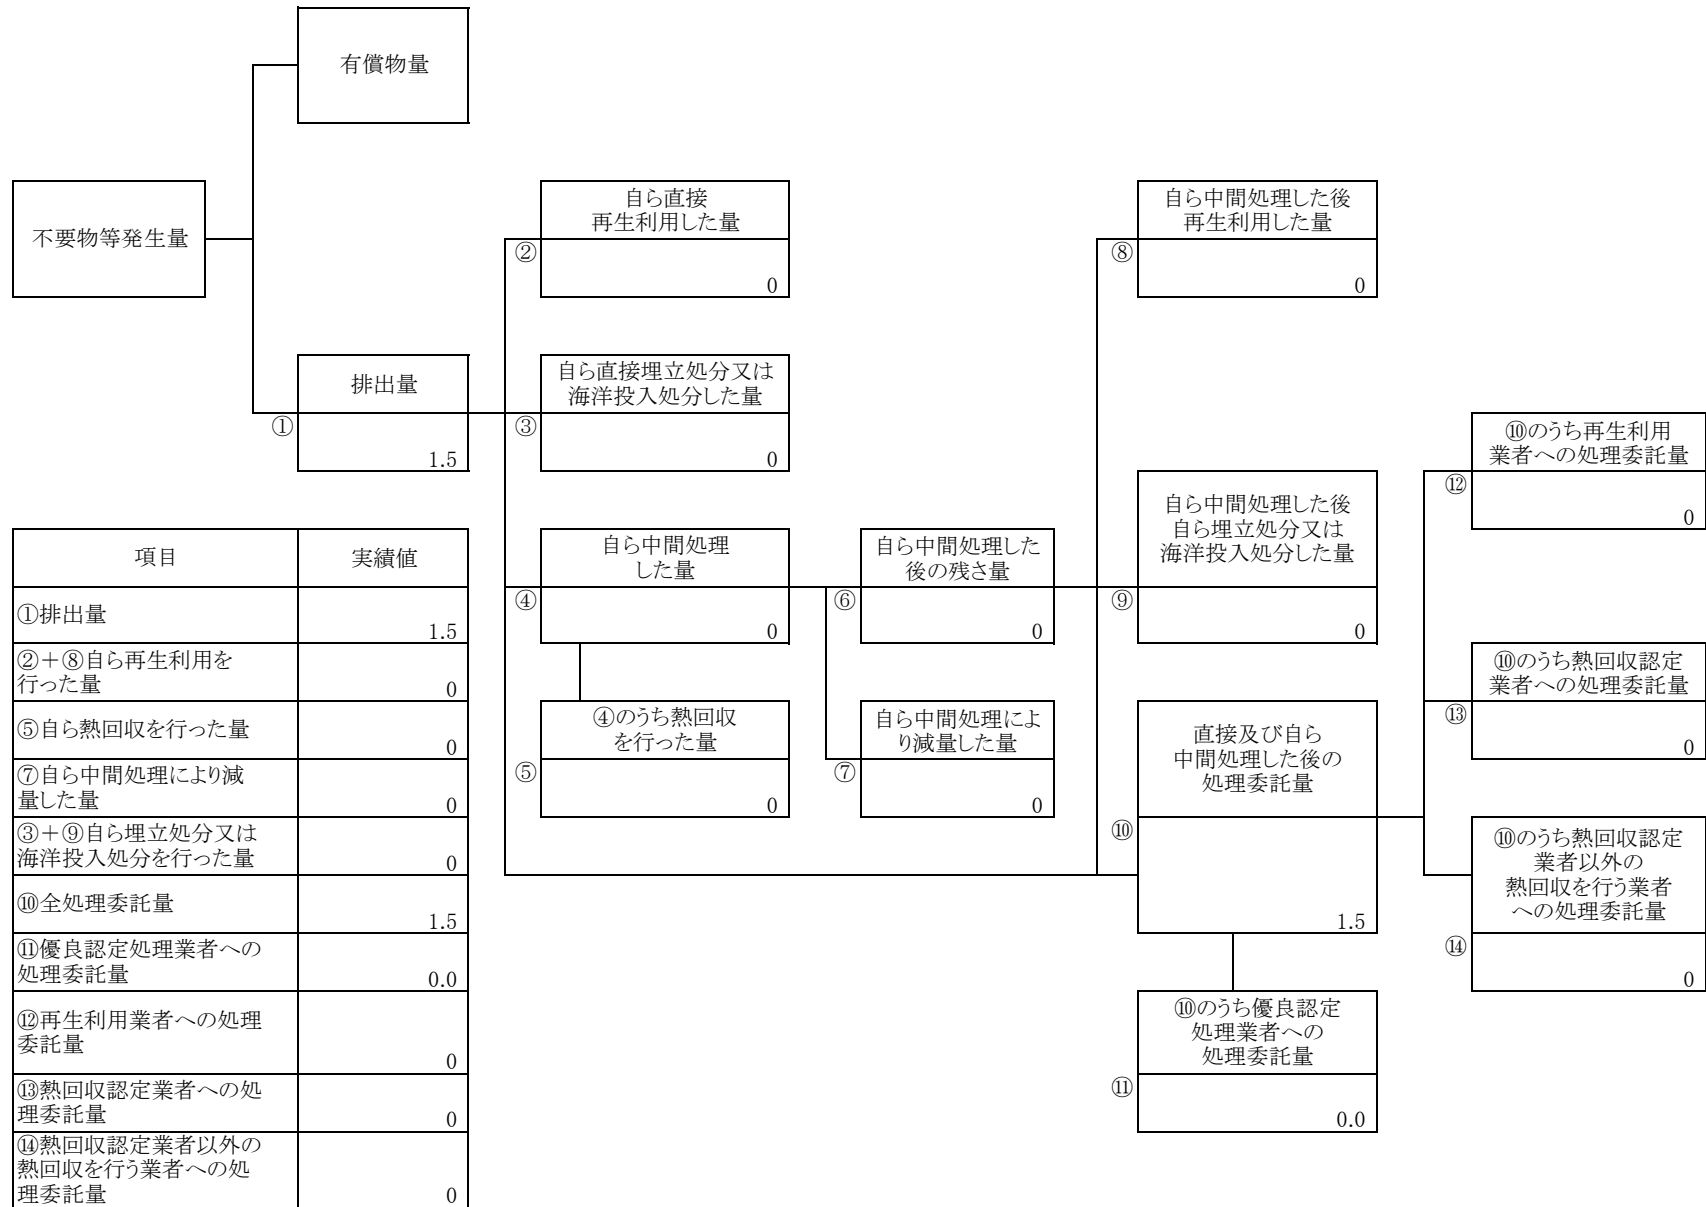 有償物量
不要物等発生量
排出量
①
1.5
自ら直接
再生利用した量
②
0
自ら直接埋立処分又は
海洋投入処分した量
③
0
自ら中間処理
した量
④
0
④のうち熱回収
を行った量
⑤
0
自ら中間処理した
後の残さ量
⑥
0
自ら中間処理によ
り減量した量
⑦
0
自ら中間処理した後
再生利用した量
⑧
0
自ら中間処理した後
自ら埋立処分又は
海洋投入処分した量
⑨
0
直接及び自ら
中間処理した後の
処理委託量
⑩
1.5
⑩のうち優良認定
処理業者への
処理委託量
⑪
0.0
⑩のうち再生利用
業者への処理委託量
⑫
0
⑩のうち熱回収認定
業者への処理委託量
⑬
0
⑩のうち熱回収認定
業者以外の
熱回収を行う業者
への処理委託量
⑭
0
項目 実績値
①排出量
1.5
②+⑧自ら再生利用を
行った量
0
⑤自ら熱回収を行った量
0
⑦自ら中間処理により減
量した量
0
③+⑨自ら埋立処分又は
海洋投入処分を行った量
0
⑩全処理委託量
1.5
⑪優良認定処理業者への
処理委託量
0.0
⑫再生利用業者への処理
委託量
0
⑬熱回収認定業者への処
理委託量
0
⑭熱回収認定業者以外の
熱回収を行う業者への処
理委託量
0